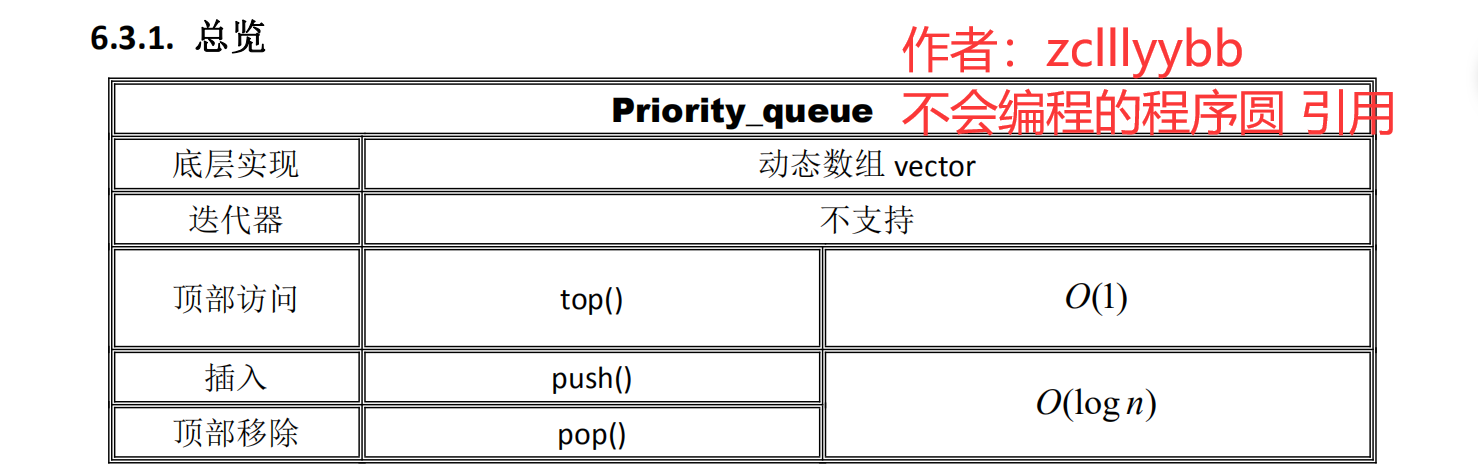 6.3.1. 总览
作者：zclllyybb
不会编程的程序圆 引用
Priority_queue
底层实现 动态数组 vector
迭代器 不支持
顶部访问 top() O(1)
插入 push() O(log n)
顶部移除 pop()